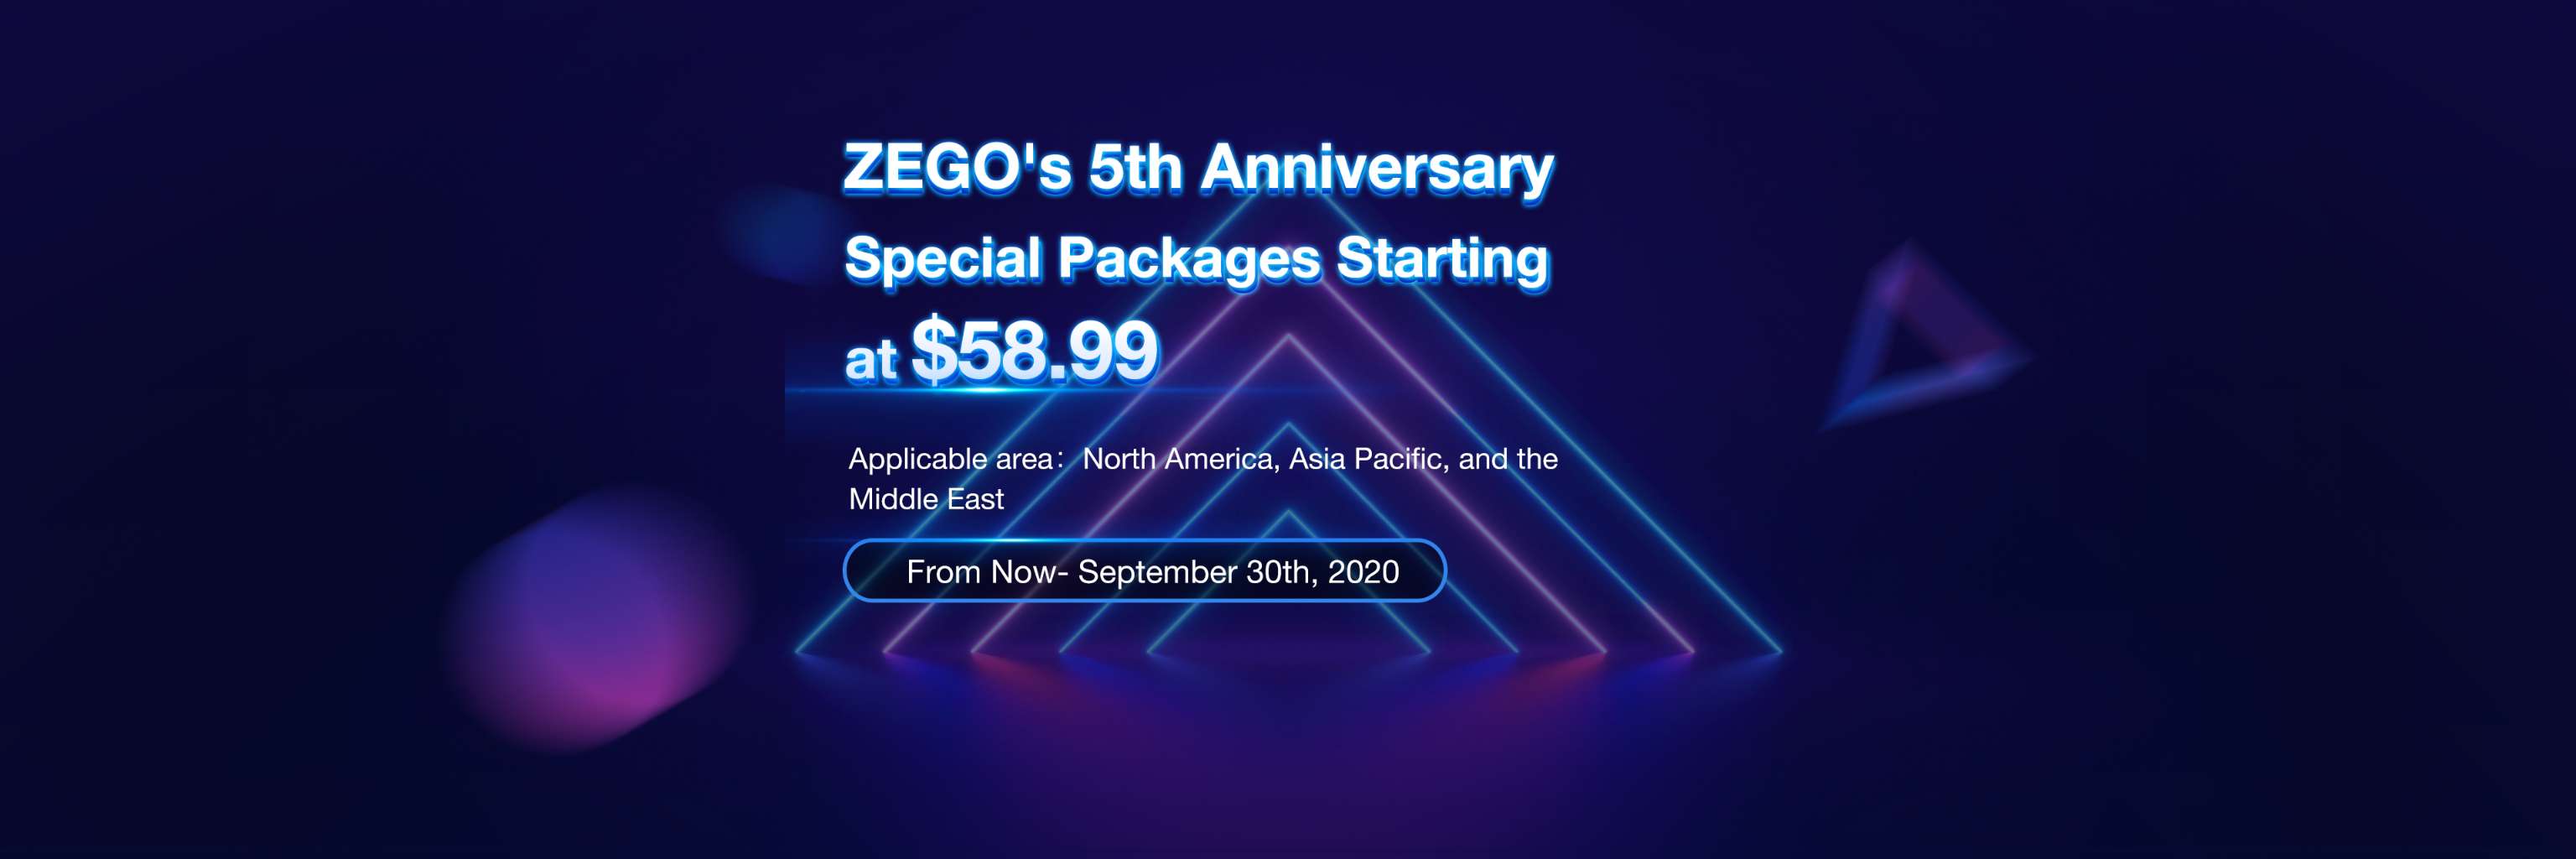 ZEGO's 5th Anniversary
Special Packages Starting
at $58.99
Applicable area： North America, Asia Pacific, and the
Middle East
From Now- September 30th, 2020